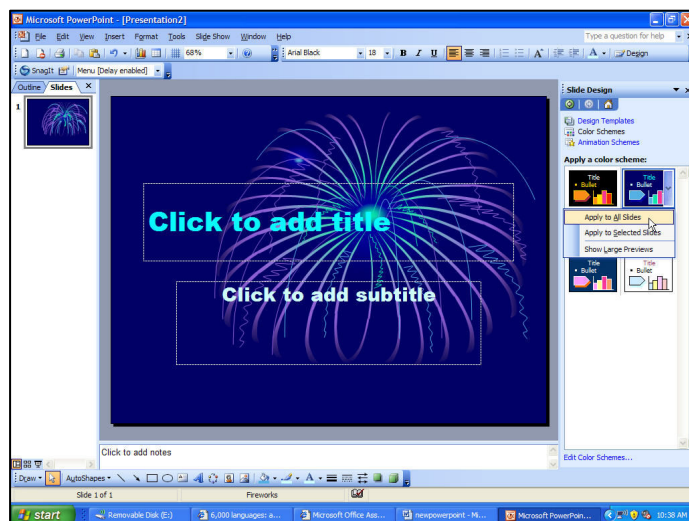 Microsoft PowerPoint - [Presentation2]
File Edit View Insert Format Tools Slide Show Window Help Type a question for help
68% Arial Black 18 B I U A A Design
SnagIt Menu [Delay enabled]
Outline Slides X
Slide Design
1
Design Templates
Color Schemes
Animation Schemes
Apply a color scheme:
Title
Bullet
Title
Bullet
Apply to All Slides
Apply to Selected Slides
Show Large Previews
Title
Bullet
Title
Bullet
Click to add title
Click to add subtitle
Click to add notes
Edit Color Schemes...
Draw AutoShapes A
Slide 1 of 1 Fireworks
start Removable Disk (E:) 6,000 languages: a... Microsoft Office Ass... newpowerpoint - Mi... Microsoft PowerPoin... 10:38 AM